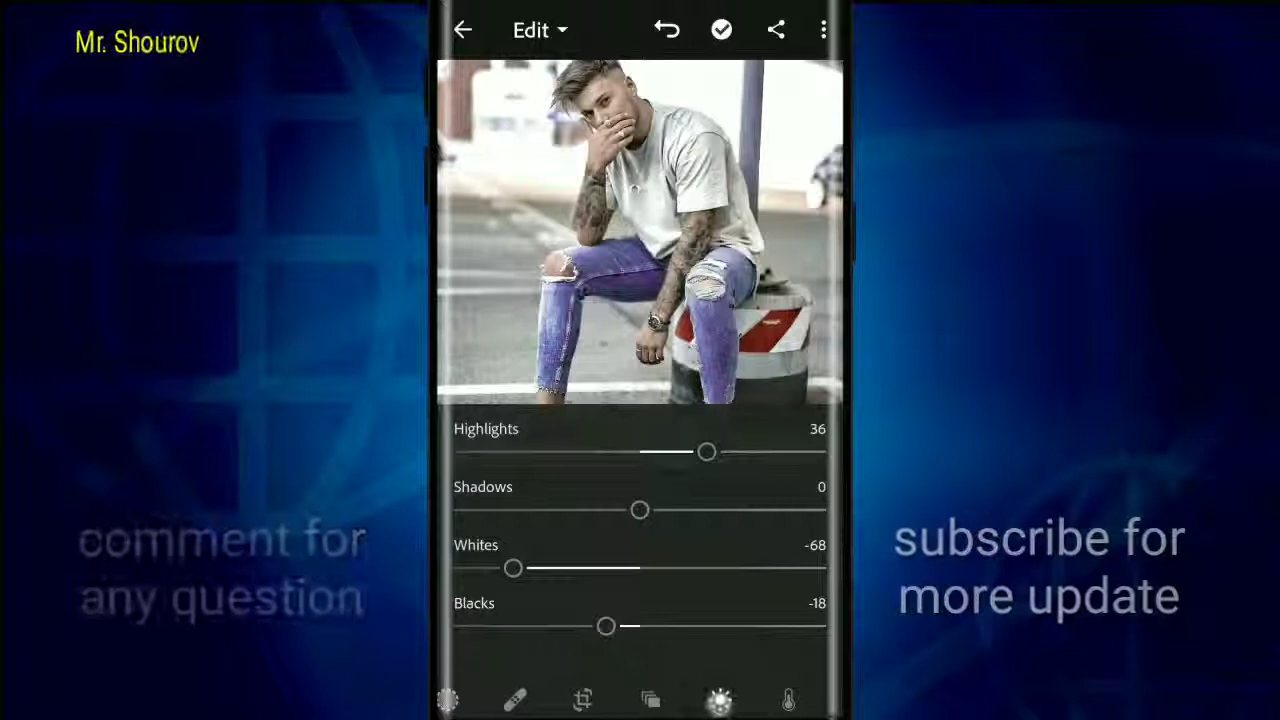 Mr. Shourov
Edit
Highlights 36
Shadows 0
Whites -68
Blacks -18
comment for
any question
subscribe for
more update